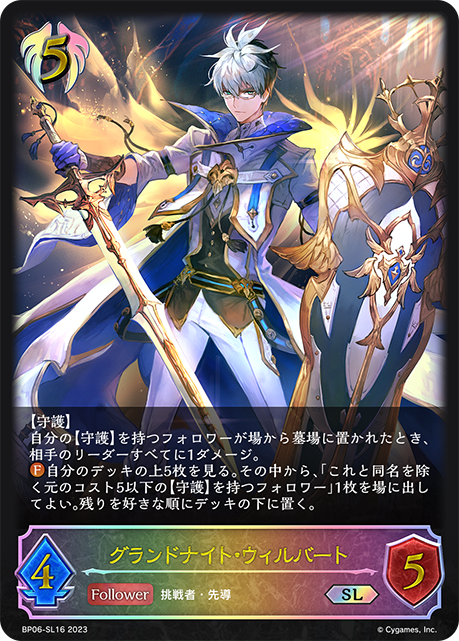 5
【守護】
自分の【守護】を持つフォロワーが場から墓場に置かれたとき、
相手のリーダーすべてに1ダメージ。
F 自分のデッキの上5枚を見る。その中から、「これと同名を除
く元のコスト5以下の【守護】を持つフォロワー」1枚を場に出し
てよい。残りを好きな順にデッキの下に置く。
グランドナイト・ウィルバート
4
5
Follower 挑戦者・先導 SL
BP06-SL16 2023 © Cygames, Inc.